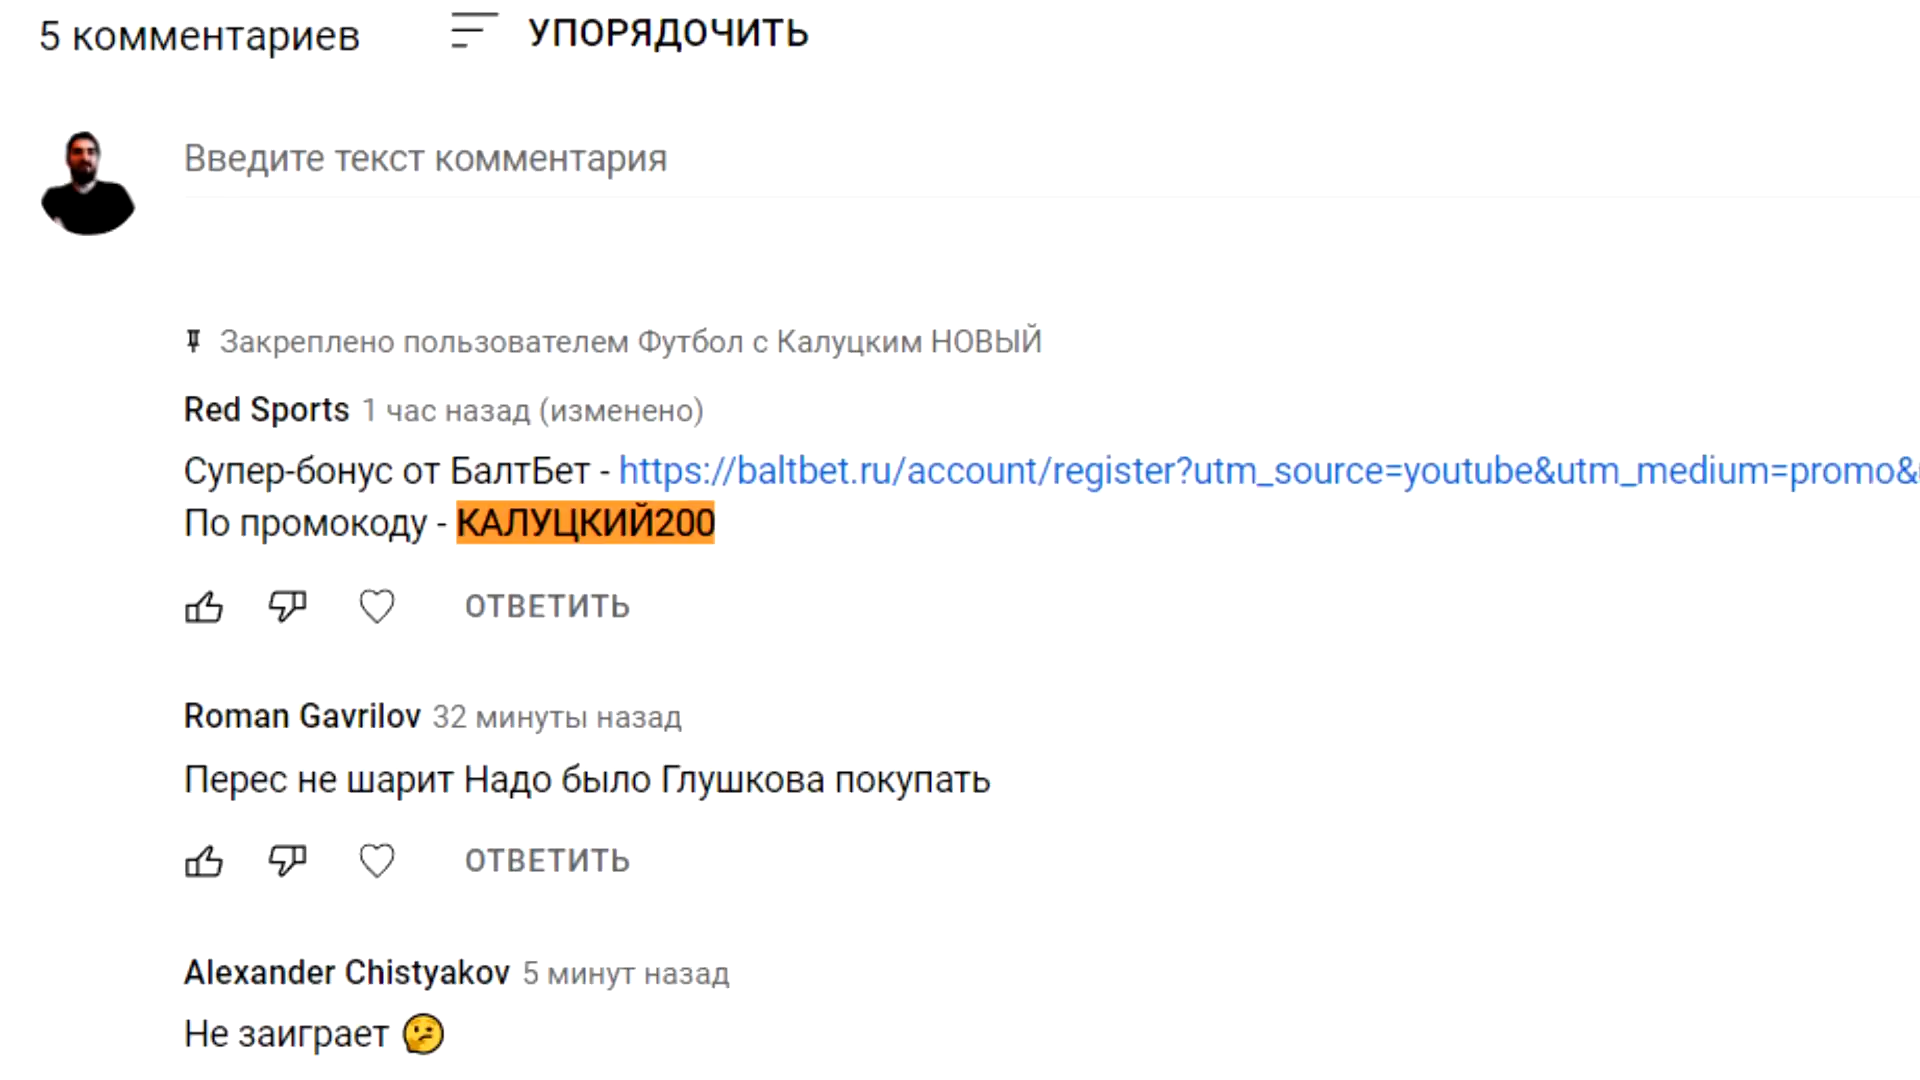 5 комментариев УПОРЯДОЧИТЬ
Введите текст комментария
Закреплено пользователем Футбол с Калуцким НОВЫЙ
Red Sports 1 час назад (изменено)
Супер-бонус от БалтБет - https://baltbet.ru/account/register?utm_source=youtube&utm_medium=promo&
По промокоду - КАЛУЦКИЙ200
ОТВЕТИТЬ
Roman Gavrilov 32 минуты назад
Перес не шарит Надо было Глушкова покупать
ОТВЕТИТЬ
Alexander Chistyakov 5 минут назад
Не заиграет 🤔